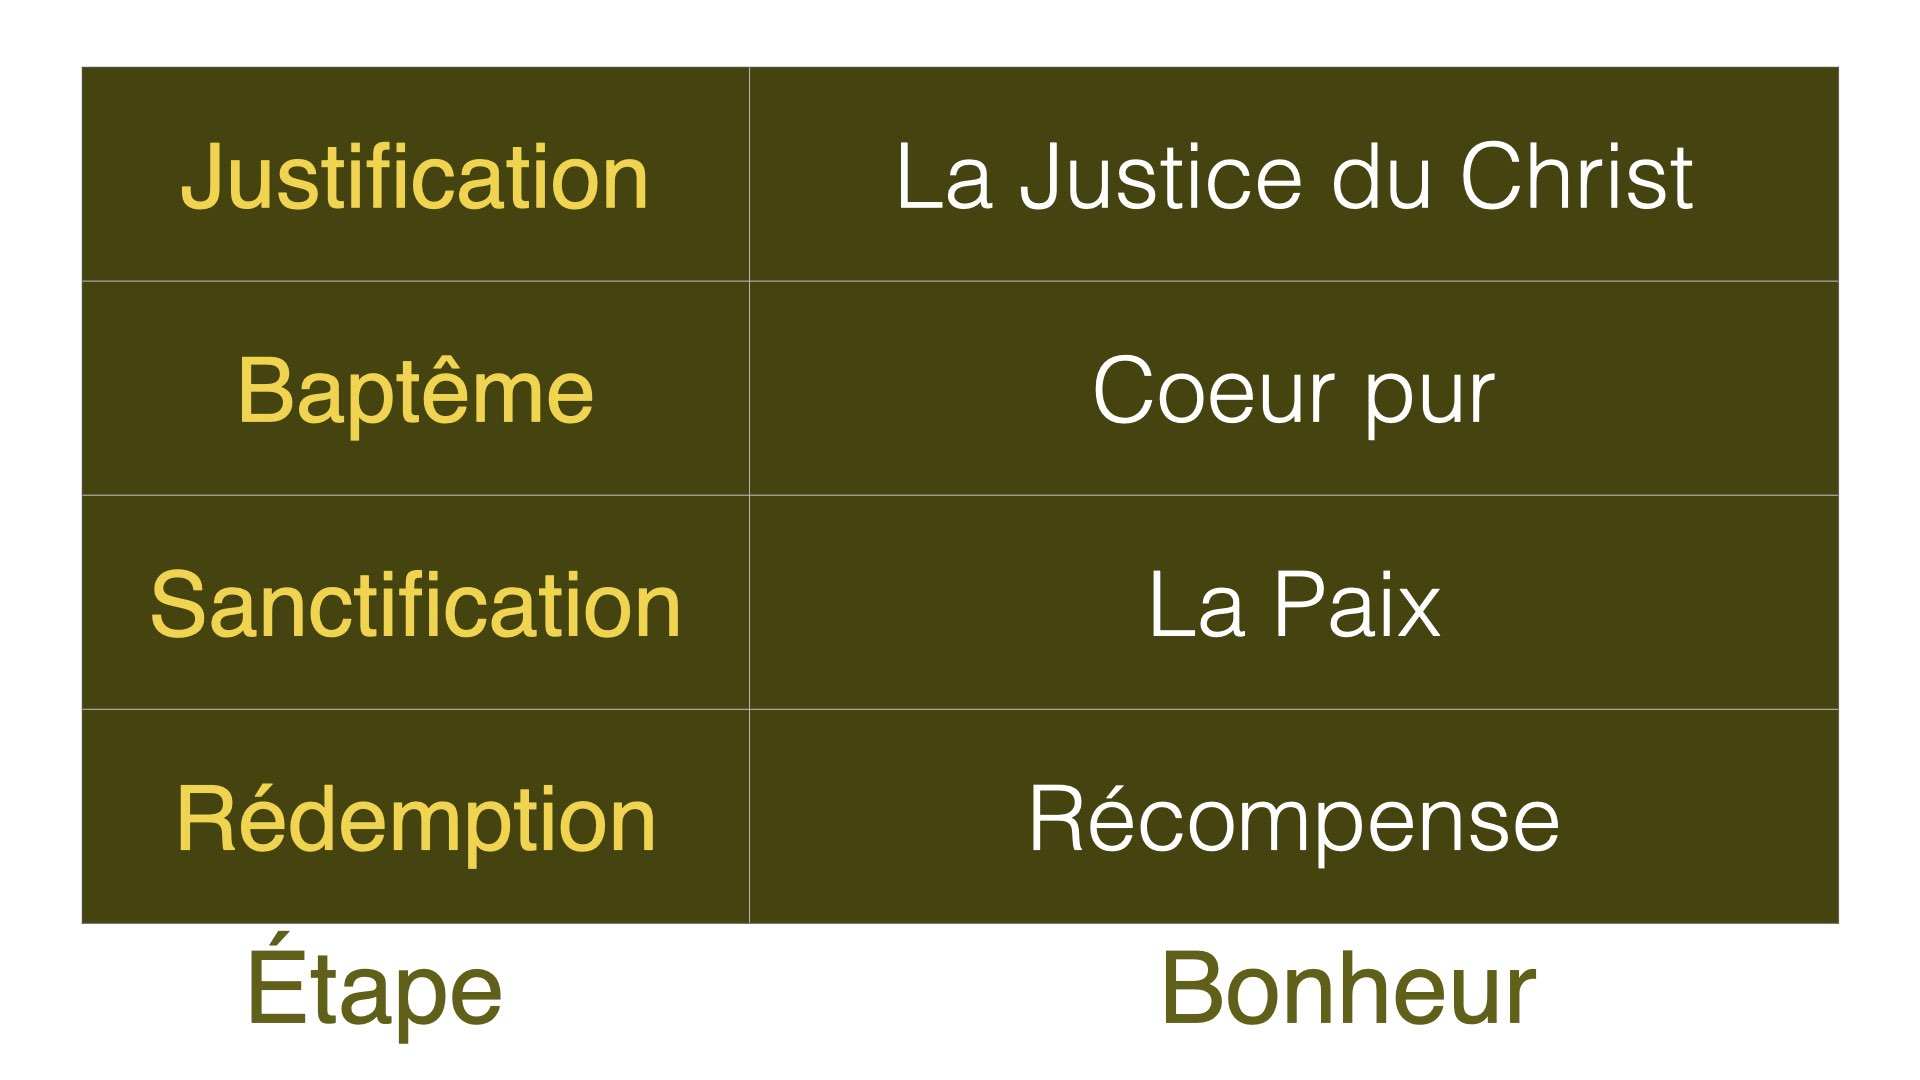 Justification La Justice du Christ
Baptême Coeur pur
Sanctification La Paix
Rédemption Récompense
Étape Bonheur